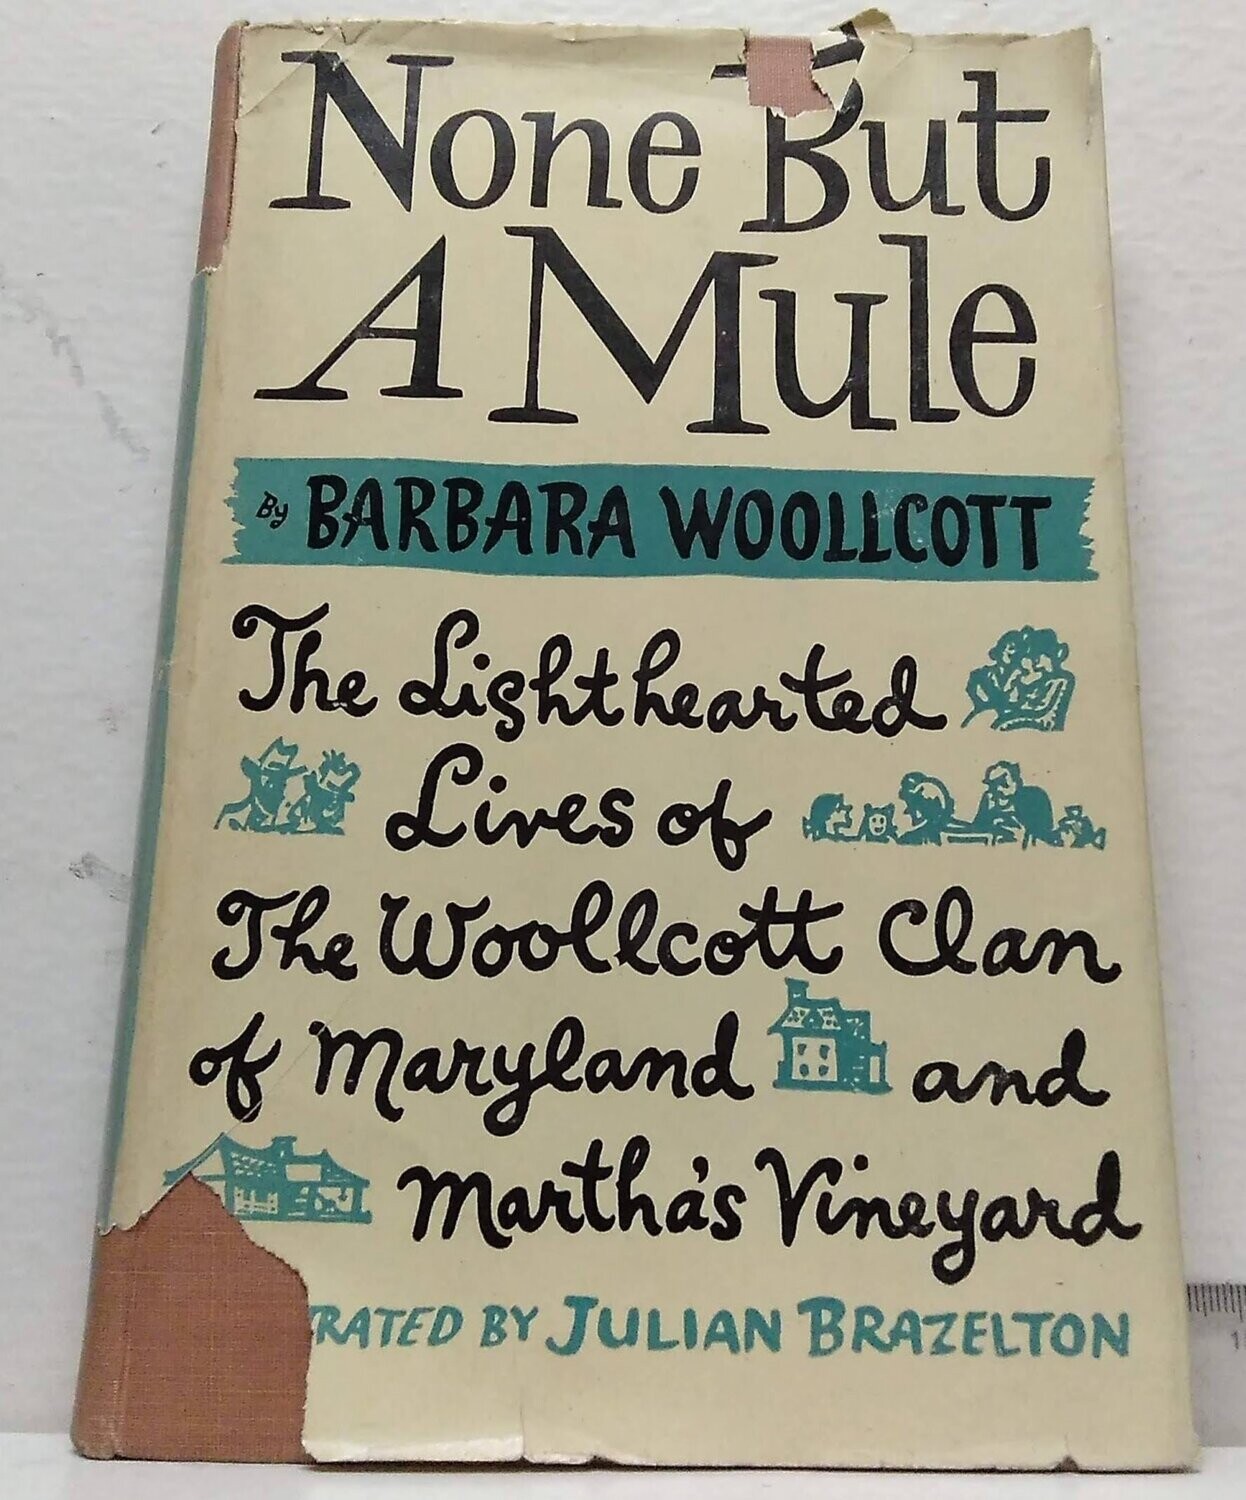 None But
A Mule
By BARBARA WOOLLCOTT
The Lighthearted
Lives of
The Woollcott Clan
of Maryland and
Martha's Vineyard
RATED BY JULIAN BRAZELTON